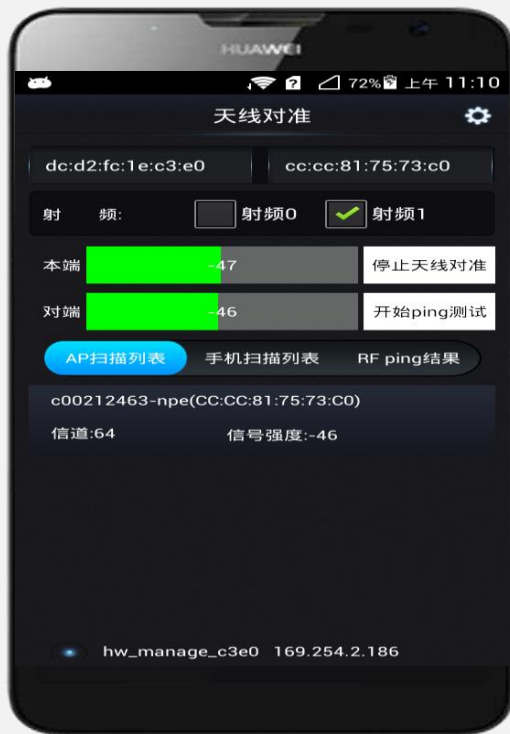 HUAWEI
72% 上午 11:10
天线对准
dc:d2:fc:1e:c3:e0 cc:cc:81:75:73:c0
射 频: 射频0 射频1
本端 -47 停止天线对准
对端 -46 开始ping测试
AP扫描列表 手机扫描列表 RF ping结果
c00212463-npe(CC:CC:81:75:73:C0)
信道:64 信号强度:-46
hw_manage_c3e0 169.254.2.186